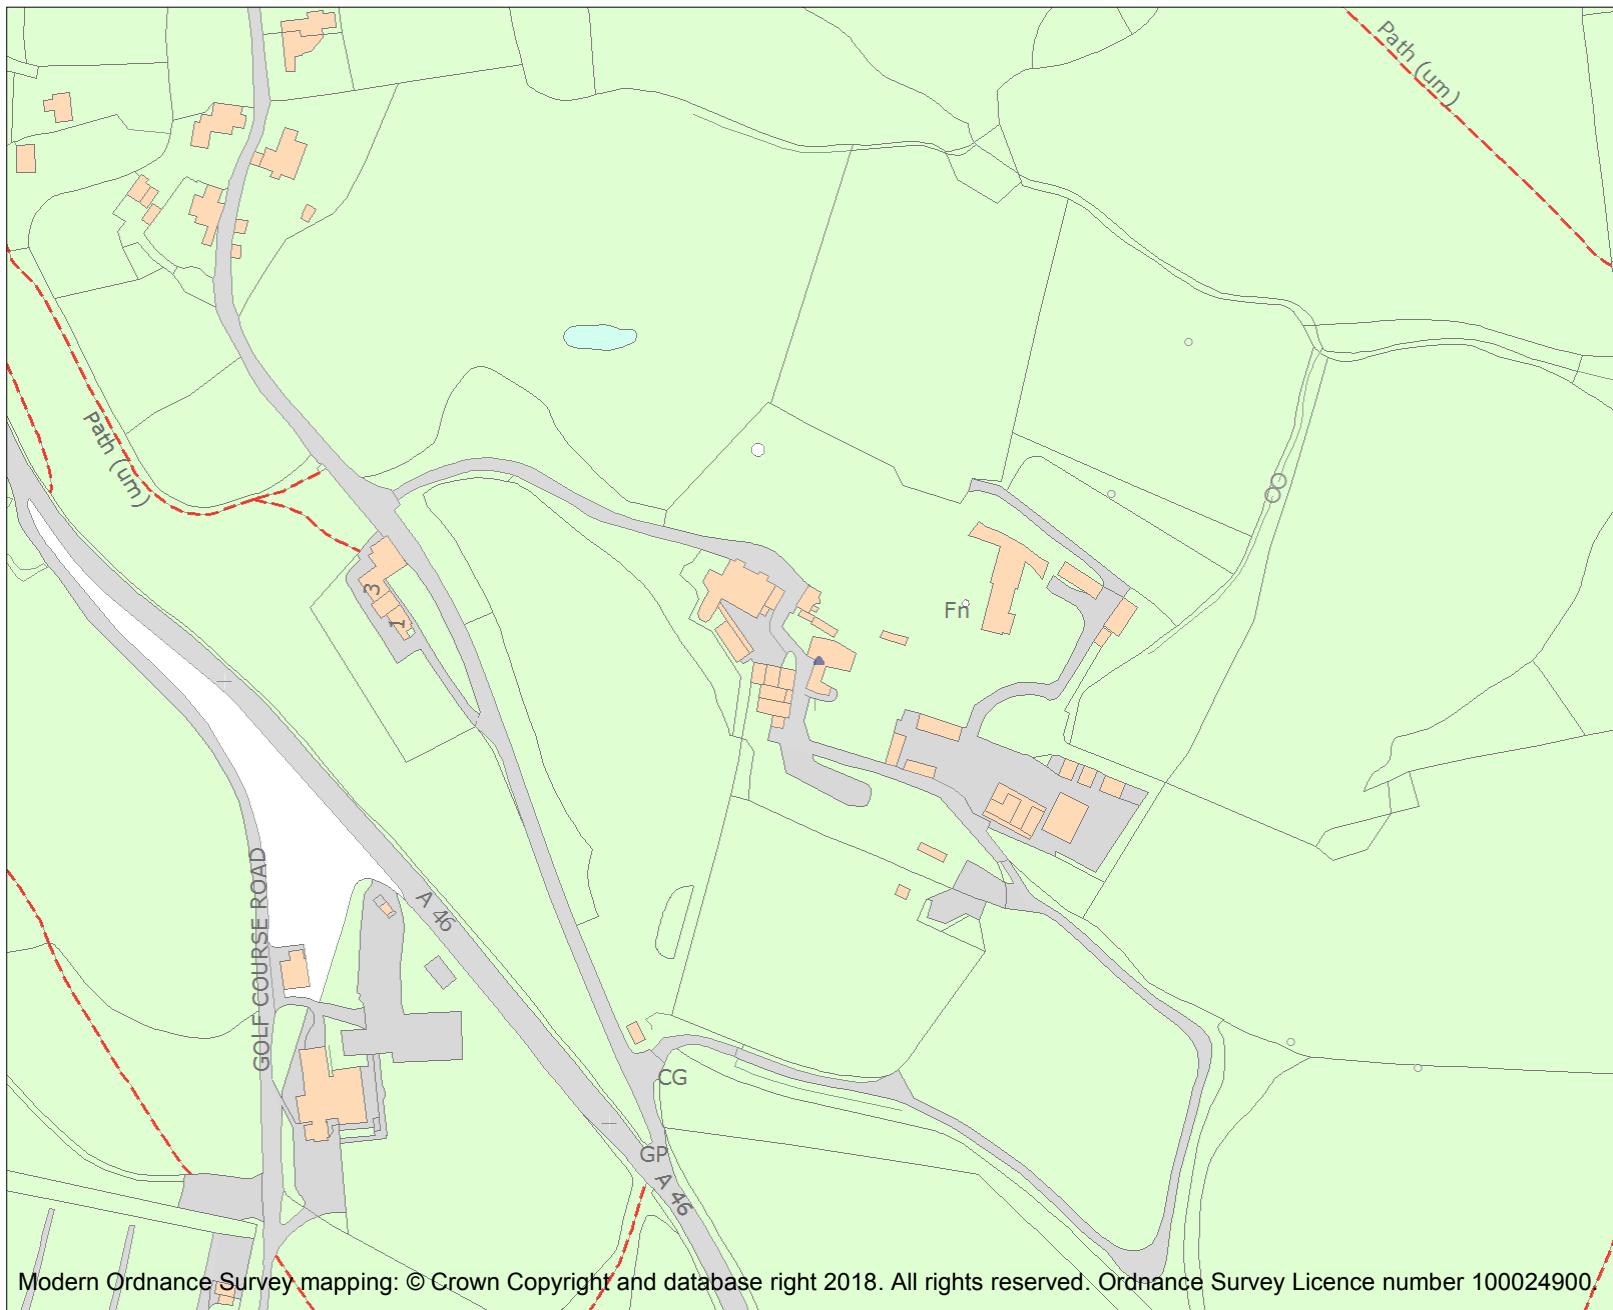 Path (um)
Path (um)
3
1
Fn
A 46
GOLF COURSE ROAD
CG
GP
A 46
Modern Ordnance Survey mapping: © Crown Copyright and database right 2018. All rights reserved. Ordnance Survey Licence number 100024900.